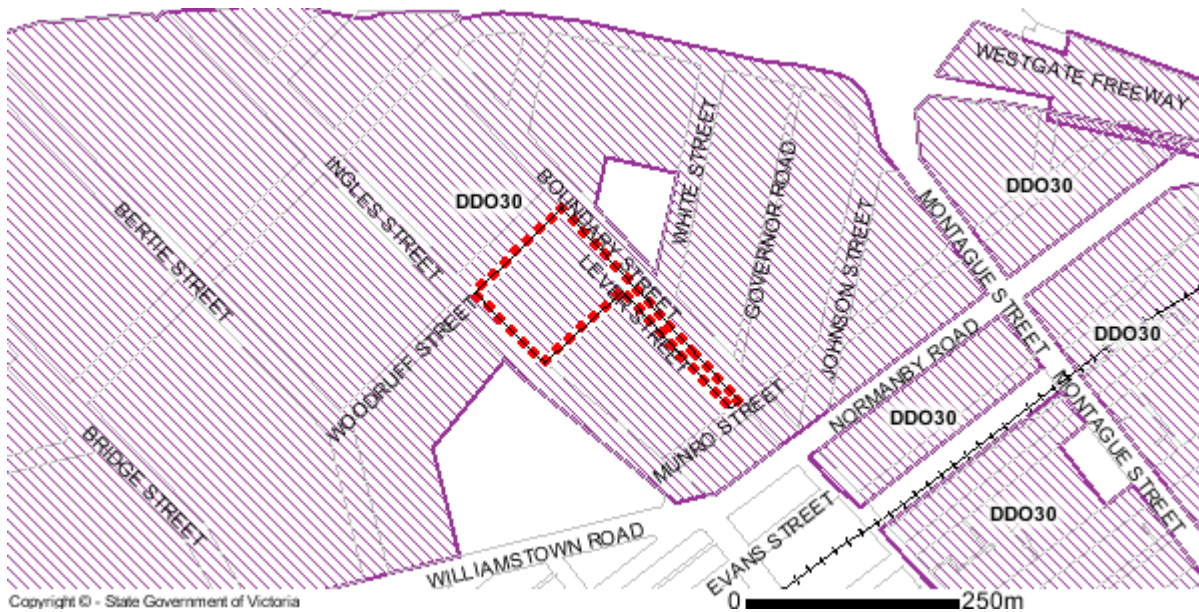 WESTGATE FREEWAY
DDO30
DDO30
INGLES STREET
BOUNDARY STREET
WHITE STREET
GOVERNOR ROAD
JOHNSON STREET
MONTAGUE STREET
BERTIE STREET
LEVER STREET
WOODRUFF STREET
NORMANBY ROAD
DDO30
MONTAGUE STREET
DDO30
MUNRO STREET
BRIDGE STREET
DDO30
EVANS STREET
WILLIAMSTOWN ROAD
Copyright © - State Government of Victoria
0 250m